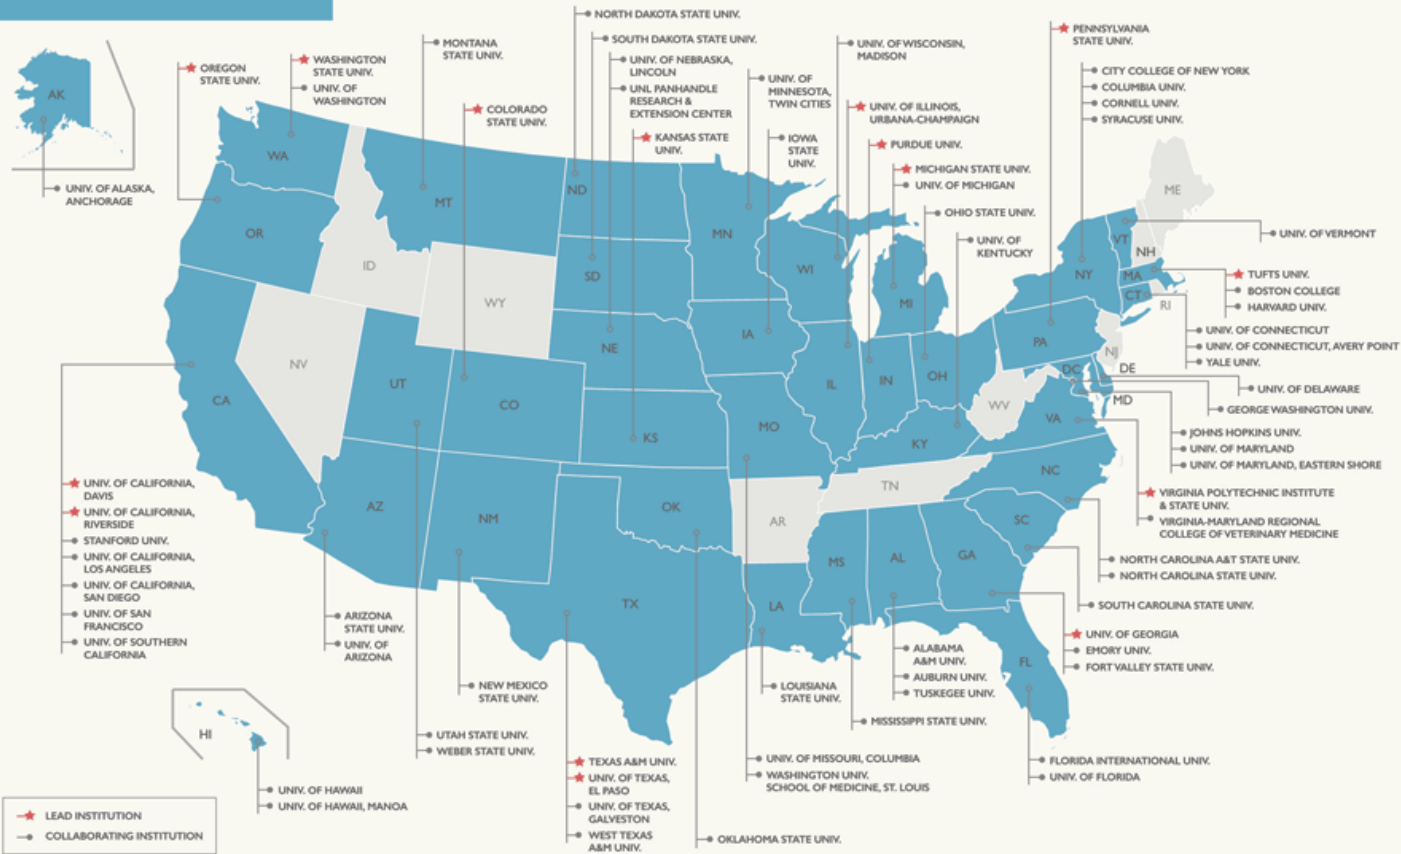 NORTH DAKOTA STATE UNIV.
SOUTH DAKOTA STATE UNIV.
UNIV. OF NEBRASKA,
LINCOLN
UNL PANHANDLE
RESEARCH &
EXTENSION CENTER
MONTANA
STATE UNIV.
WASHINGTON
STATE UNIV.
UNIV. OF
WASHINGTON
OREGON
STATE UNIV.
COLORADO
STATE UNIV.
KANSAS STATE
UNIV.
UNIV. OF
MINNESOTA,
TWIN CITIES
IOWA
STATE
UNIV.
UNIV. OF WISCONSIN,
MADISON
UNIV. OF ILLINOIS,
URBANA-CHAMPAIGN
PURDUE UNIV.
MICHIGAN STATE UNIV.
UNIV. OF MICHIGAN
OHIO STATE UNIV.
UNIV. OF
KENTUCKY
PENNSYLVANIA
STATE UNIV.
CITY COLLEGE OF NEW YORK
COLUMBIA UNIV.
CORNELL UNIV.
SYRACUSE UNIV.
UNIV. OF VERMONT
TUFTS UNIV.
BOSTON COLLEGE
HARVARD UNIV.
UNIV. OF CONNECTICUT
UNIV. OF CONNECTICUT, AVERY POINT
YALE UNIV.
UNIV. OF DELAWARE
GEORGE WASHINGTON UNIV.
JOHNS HOPKINS UNIV.
UNIV. OF MARYLAND
UNIV. OF MARYLAND, EASTERN SHORE
VIRGINIA POLYTECHNIC INSTITUTE
& STATE UNIV.
VIRGINIA-MARYLAND REGIONAL
COLLEGE OF VETERINARY MEDICINE
NORTH CAROLINA A&T STATE UNIV.
NORTH CAROLINA STATE UNIV.
SOUTH CAROLINA STATE UNIV.
UNIV. OF GEORGIA
EMORY UNIV.
FORT VALLEY STATE UNIV.
FLORIDA INTERNATIONAL UNIV.
UNIV. OF FLORIDA
ALABAMA
A&M UNIV.
AUBURN UNIV.
TUSKEGEE UNIV.
MISSISSIPPI STATE UNIV.
LOUISIANA
STATE UNIV.
UNIV. OF MISSOURI, COLUMBIA
WASHINGTON UNIV.
SCHOOL OF MEDICINE, ST. LOUIS
OKLAHOMA STATE UNIV.
TEXAS A&M UNIV.
UNIV. OF TEXAS,
EL PASO
UNIV. OF TEXAS,
GALVESTON
WEST TEXAS
A&M UNIV.
NEW MEXICO
STATE UNIV.
UTAH STATE UNIV.
WEBER STATE UNIV.
ARIZONA
STATE UNIV.
UNIV. OF
ARIZONA
UNIV. OF CALIFORNIA,
DAVIS
UNIV. OF CALIFORNIA,
RIVERSIDE
STANFORD UNIV.
UNIV. OF CALIFORNIA,
LOS ANGELES
UNIV. OF CALIFORNIA,
SAN DIEGO
UNIV. OF SAN
FRANCISCO
UNIV. OF SOUTHERN
CALIFORNIA
UNIV. OF ALASKA,
ANCHORAGE
UNIV. OF HAWAII
UNIV. OF HAWAII, MANOA
AK
WA
OR
ID
MT
WY
NV
UT
CA
CO
AZ
NM
ND
SD
NE
KS
OK
TX
MN
IA
MO
AR
LA
WI
IL
IN
MI
OH
KY
TN
MS
AL
GA
FL
SC
NC
VA
WV
PA
NY
VT
NH
ME
MA
CT
RI
NJ
DE
DC
MD
HI
LEAD INSTITUTION
COLLABORATING INSTITUTION